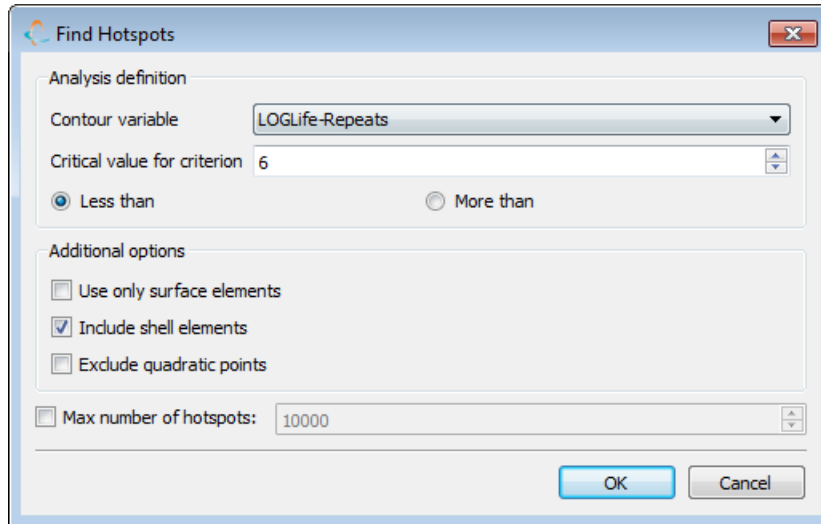 Find Hotspots
Analysis definition
Contour variable LOGLife-Repeats
Critical value for criterion 6
Less than More than
Additional options
Use only surface elements
Include shell elements
Exclude quadratic points
Max number of hotspots: 10000
OK Cancel